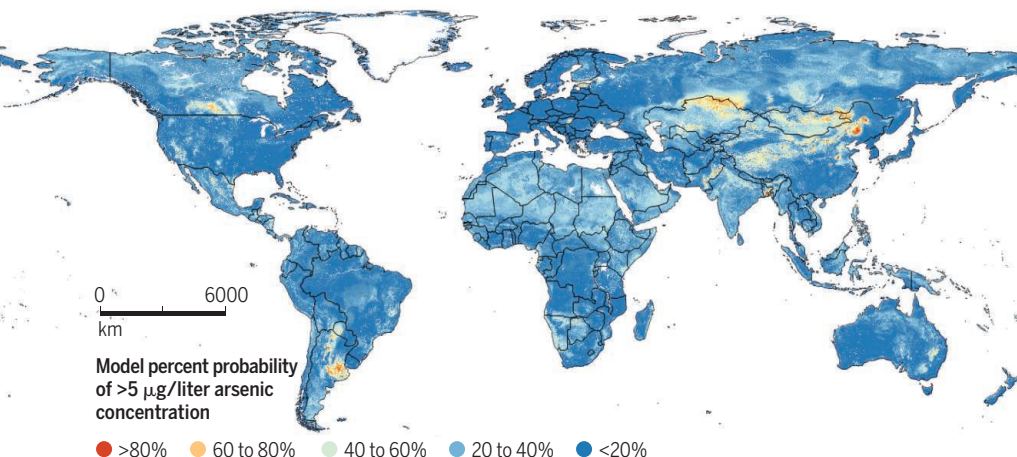 0 6000
km
Model percent probability
of >5 μg/liter arsenic
concentration
>80% 60 to 80% 40 to 60% 20 to 40% <20%